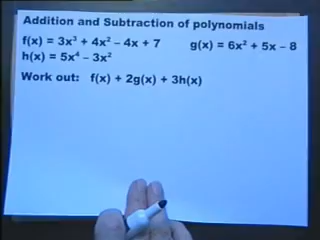 Addition and Subtraction of polynomials
f(x) = 3x³ + 4x² – 4x + 7 g(x) = 6x² + 5x – 8
h(x) = 5x⁴ – 3x²
Work out: f(x) + 2g(x) + 3h(x)